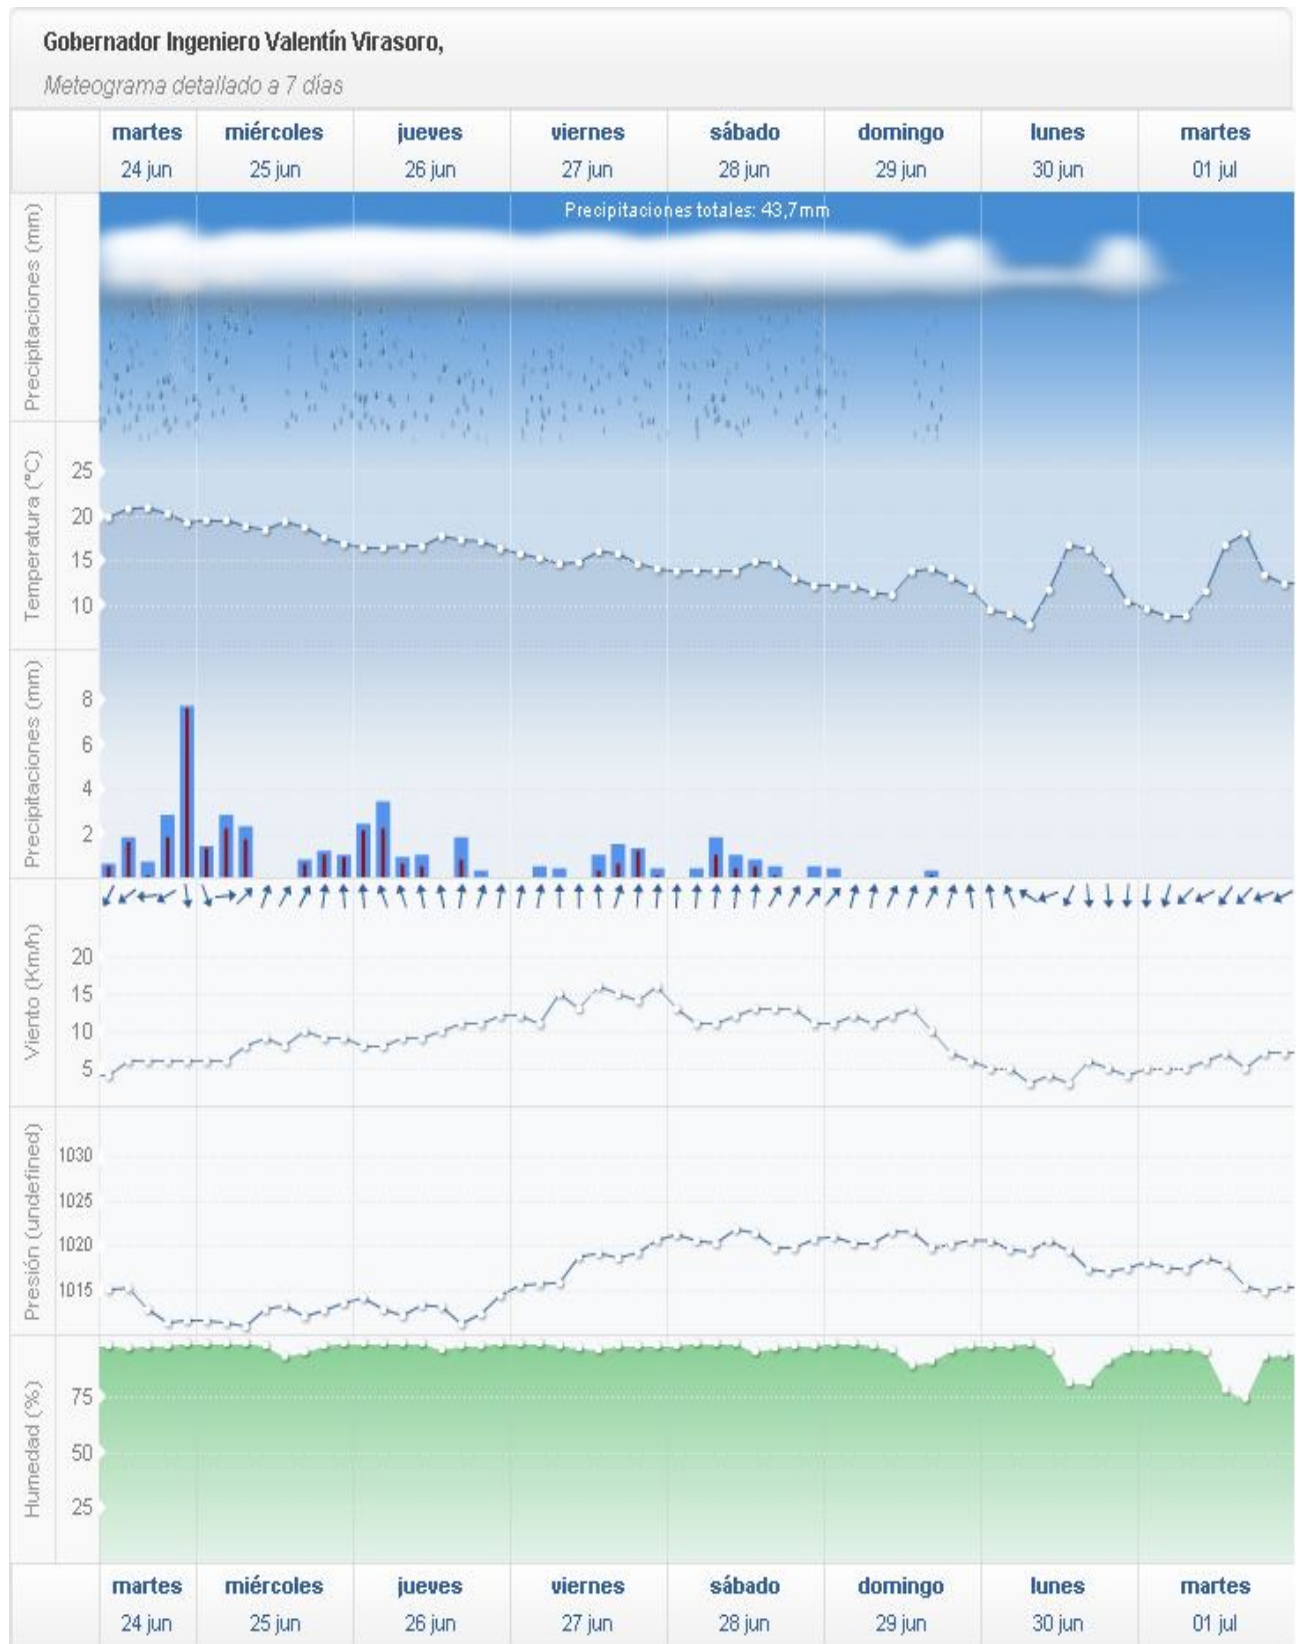 Gobernador Ingeniero Valentín Virasoro,
Meteograma detallado a 7 días
martes miércoles jueves viernes sábado domingo lunes martes
24 jun 25 jun 26 jun 27 jun 28 jun 29 jun 30 jun 01 jul
Precipitaciones (mm)
Precipitaciones totales: 43,7mm
Temperatura (°C)
25
20
15
10
Precipitaciones (mm)
8
6
4
2
Viento (Km/h)
20
15
10
5
Presión (undefined)
1030
1025
1020
1015
Humedad (%)
75
50
25
martes miércoles jueves viernes sábado domingo lunes martes
24 jun 25 jun 26 jun 27 jun 28 jun 29 jun 30 jun 01 jul